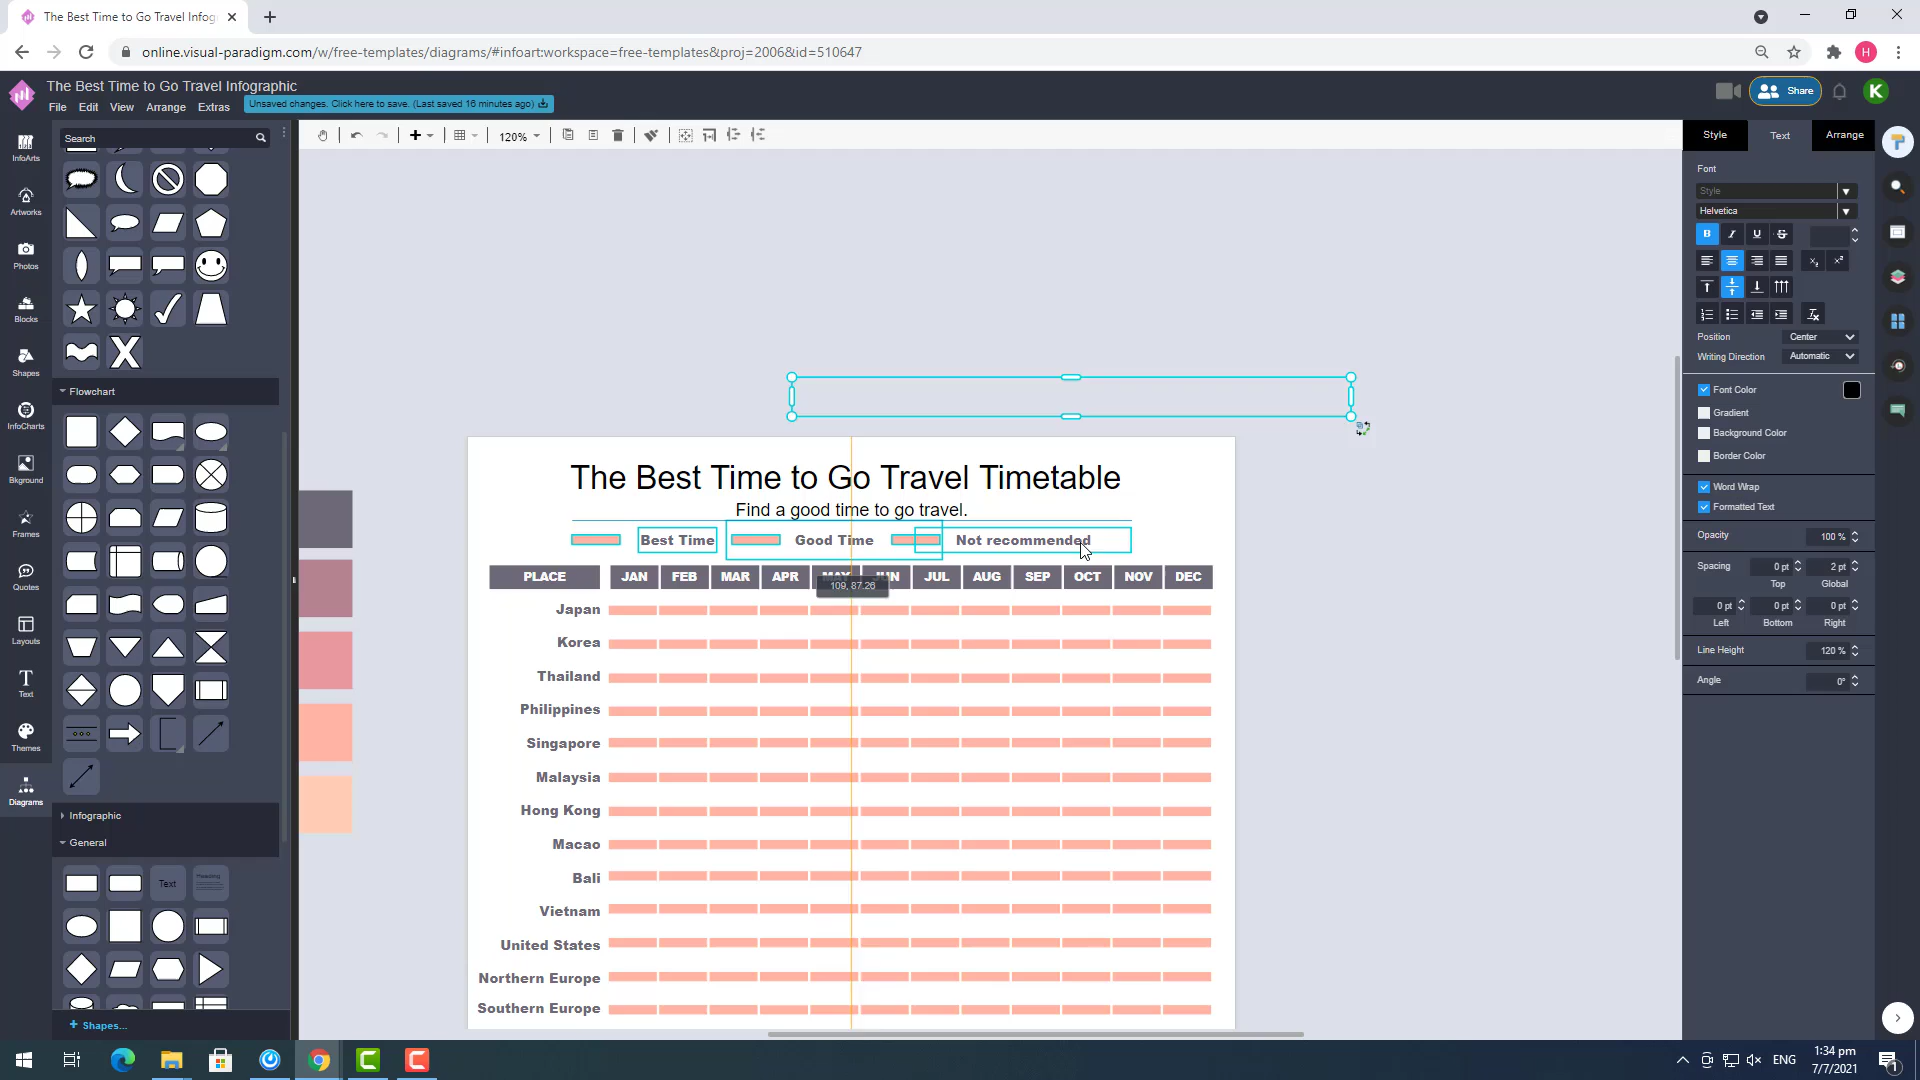 The Best Time to Go Travel Infog
online.visual-paradigm.com/w/free-templates/diagrams/#infoart:workspace=free-templates&proj=2006&id=510647
H
The Best Time to Go Travel Infographic
File Edit View Arrange Extras
Unsaved changes. Click here to save. (Last saved 16 minutes ago)
Share
K
Search
120%
Style Text Arrange
InfoArts
Artworks
Photos
Blocks
Shapes
InfoCharts
Bkground
Frames
Quotes
Layouts
Text
Themes
Diagrams
Flowchart
Infographic
General
Text
Heading
+ Shapes...
The Best Time to Go Travel Timetable
Find a good time to go travel.
Best Time Good Time Not recommended
PLACE JAN FEB MAR APR MAY JUN JUL AUG SEP OCT NOV DEC
109, 87.26
Japan
Korea
Thailand
Philippines
Singapore
Malaysia
Hong Kong
Macao
Bali
Vietnam
United States
Northern Europe
Southern Europe
Font
Style
Helvetica
B I U S
Position Center
Writing Direction Automatic
Font Color
Gradient
Background Color
Border Color
Word Wrap
Formatted Text
Opacity 100 %
Spacing 0 pt 2 pt
Top Global
0 pt 0 pt 0 pt
Left Bottom Right
Line Height 120 %
Angle 0°
ENG
1:34 pm
7/7/2021
1